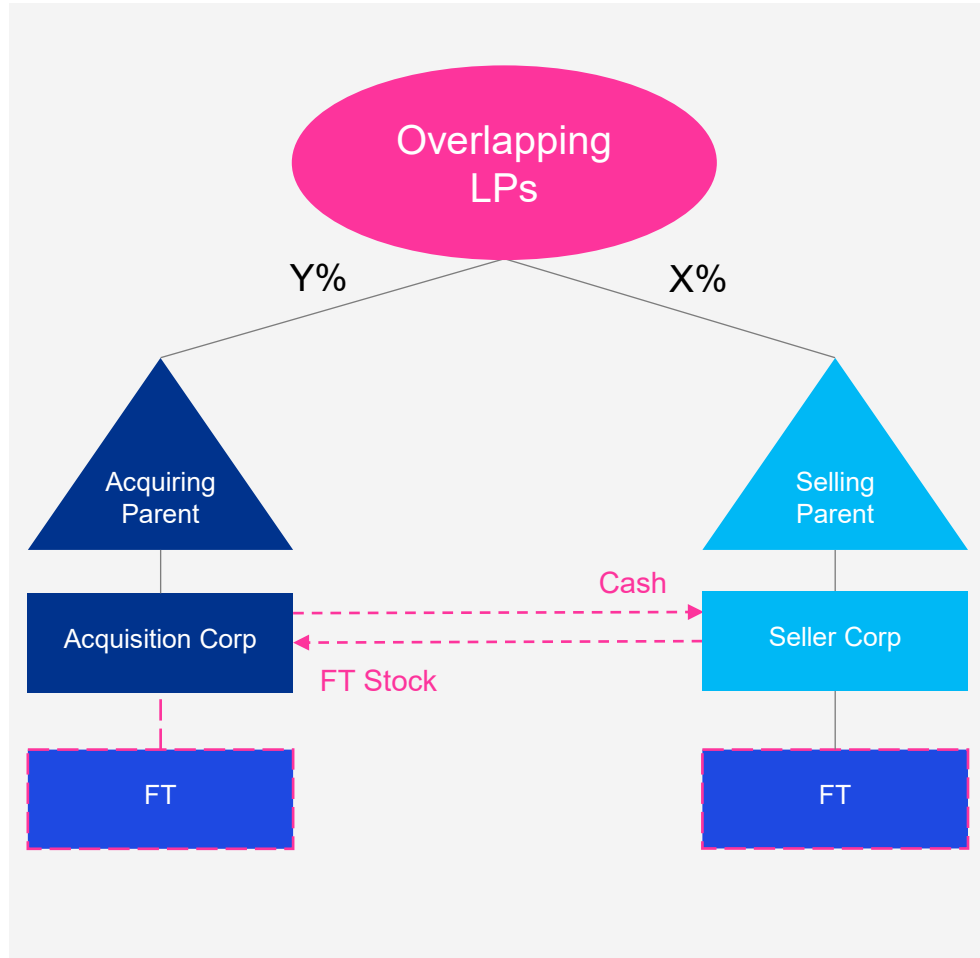 Overlapping
LPs
Y%
X%
Acquiring
Parent
Selling
Parent
Cash
Acquisition Corp
Seller Corp
FT Stock
FT
FT